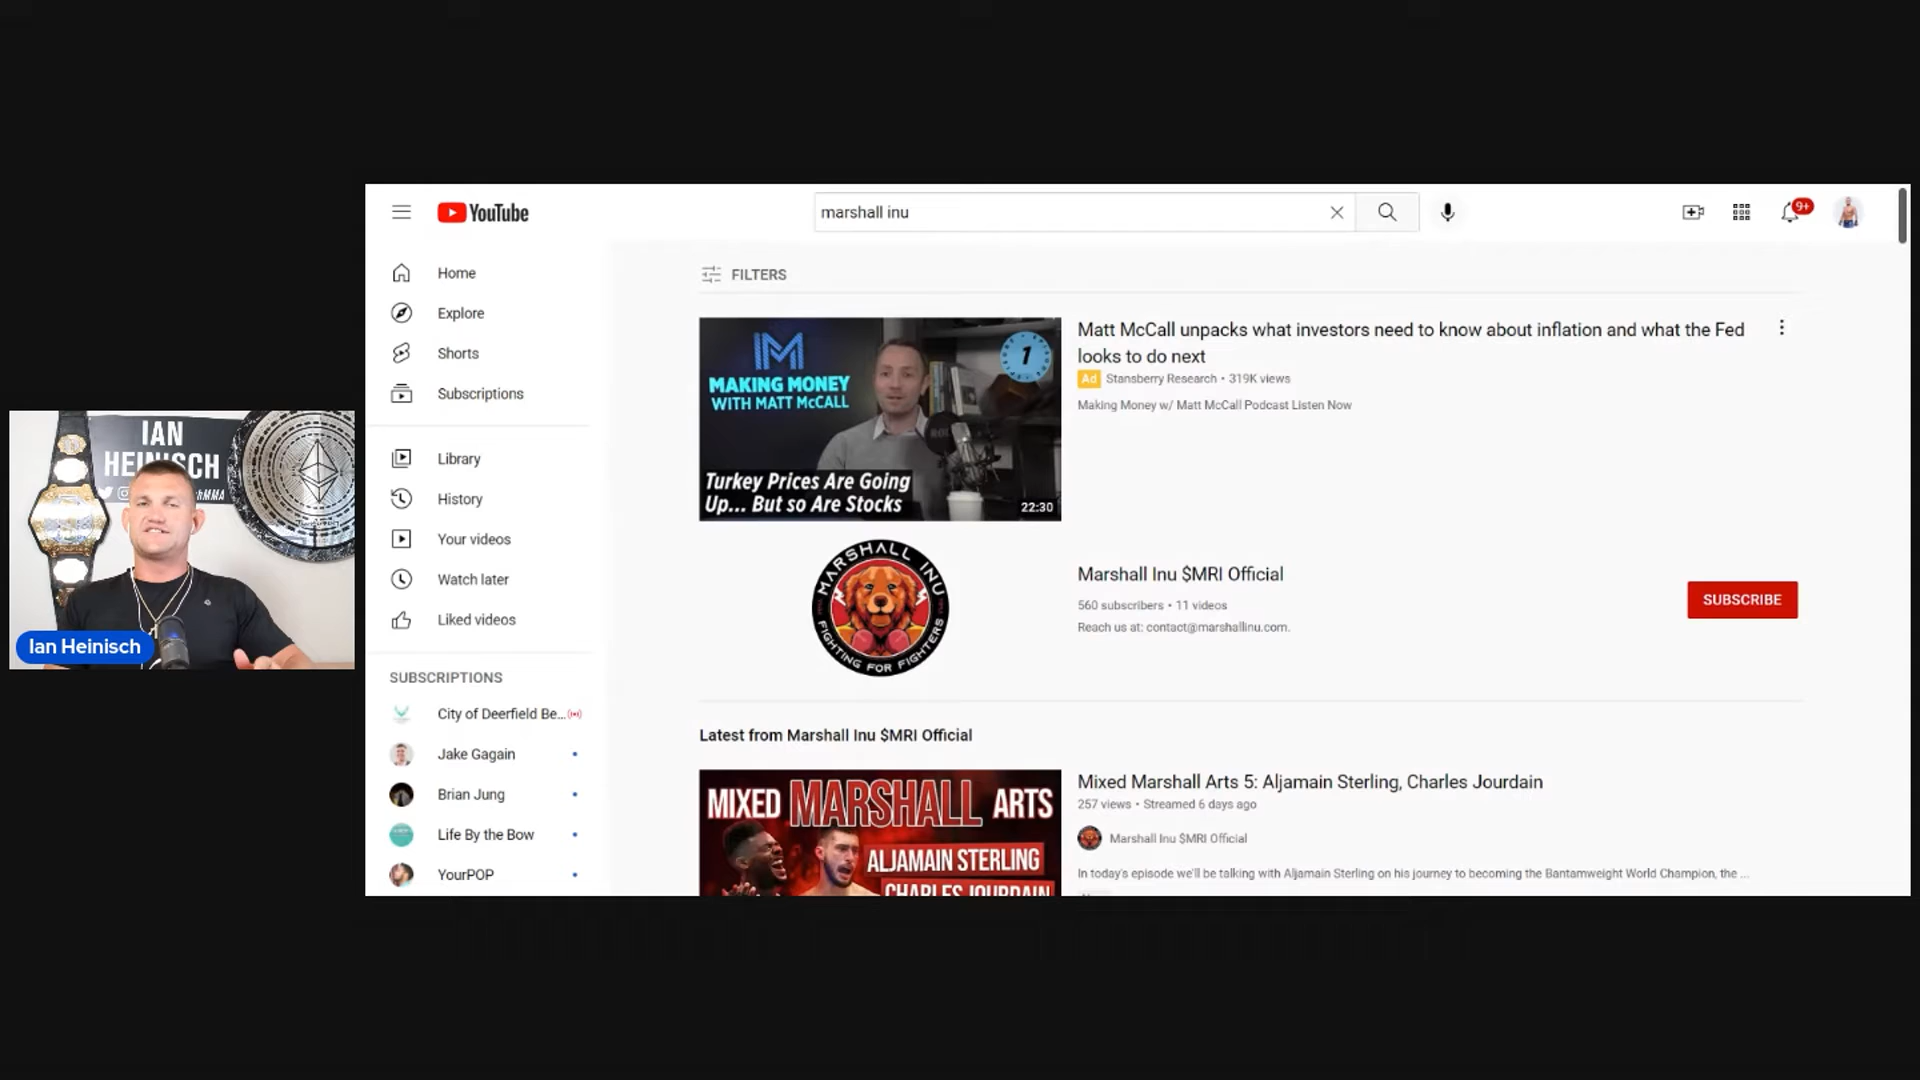 YouTube
marshall inu
9+
Home
Explore
Shorts
Subscriptions
Library
History
Your videos
Watch later
Liked videos
SUBSCRIPTIONS
City of Deerfield Be...
Jake Gagain
Brian Jung
Life By the Bow
YourPOP
FILTERS
MAKING MONEY
WITH MATT McCALL
1
Turkey Prices Are Going
Up... But so Are Stocks
22:30
Matt McCall unpacks what investors need to know about inflation and what the Fed
looks to do next
Ad Stansberry Research • 319K views
Making Money w/ Matt McCall Podcast Listen Now
MARSHALL INU
FIGHTING FOR FIGHTERS
Marshall Inu $MRI Official
560 subscribers • 11 videos
Reach us at: contact@marshallinu.com.
SUBSCRIBE
Latest from Marshall Inu $MRI Official
MIXED MARSHALL ARTS
ALJAMAIN STERLING
CHARLES JOURDAIN
Mixed Marshall Arts 5: Aljamain Sterling, Charles Jourdain
257 views • Streamed 6 days ago
Marshall Inu $MRI Official
In today's episode we'll be talking with Aljamain Sterling on his journey to becoming the Bantamweight World Champion, the ...
IAN
HEINISCH
Ian Heinisch